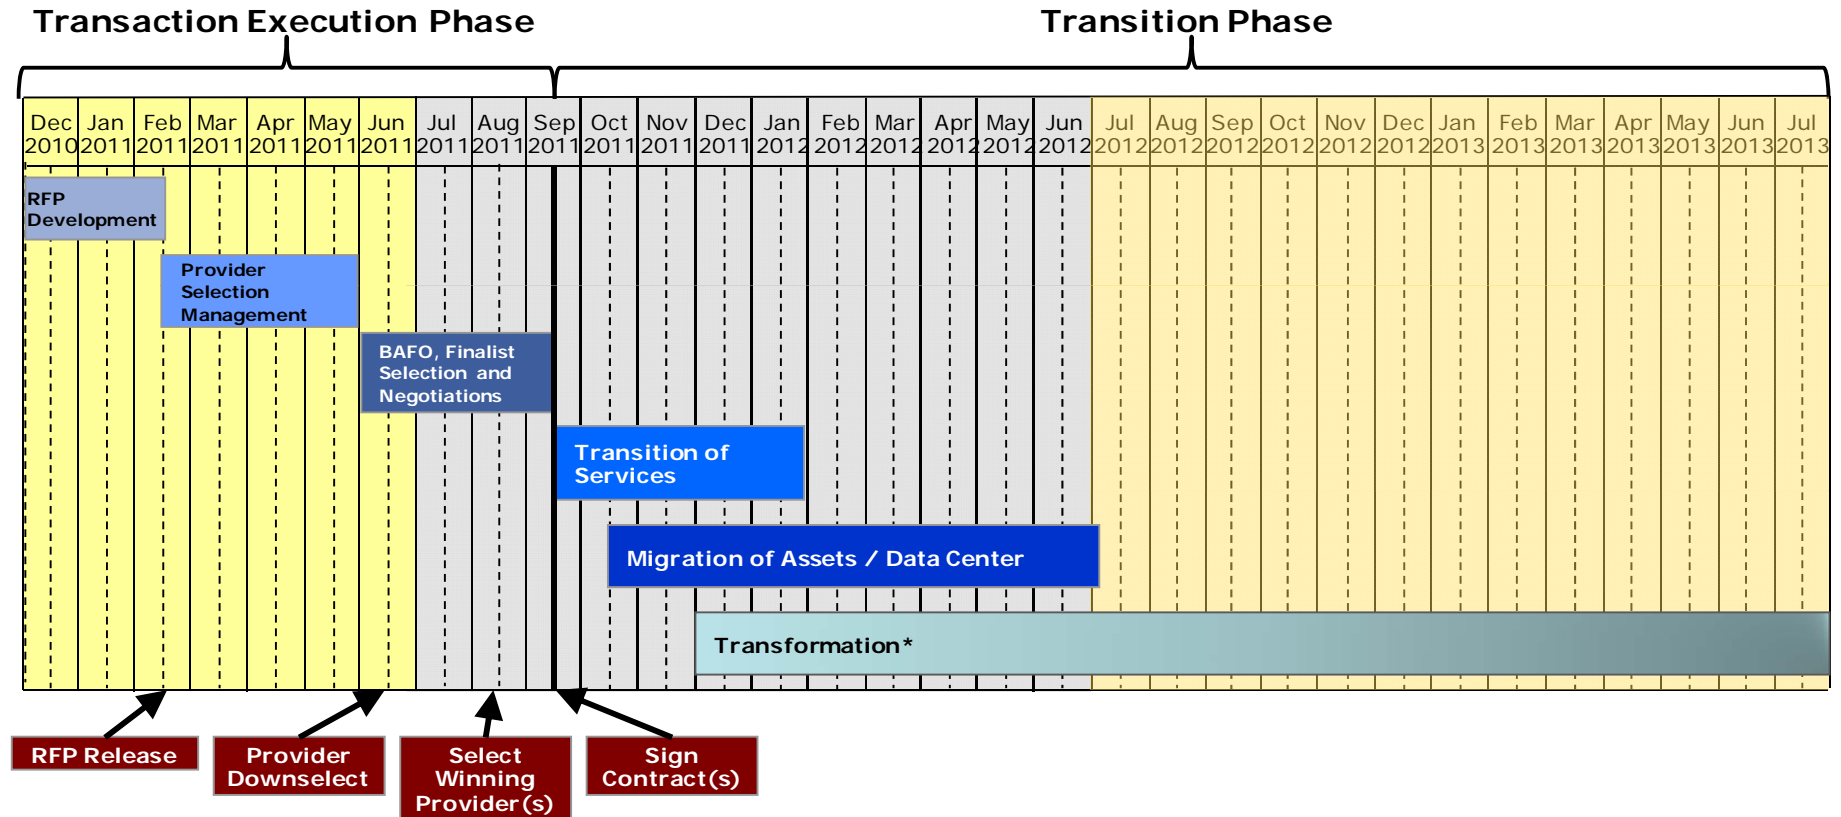 Transaction Execution Phase
Transition Phase
Dec Jan Feb Mar Apr May Jun Jul Aug Sep Oct Nov Dec Jan Feb Mar Apr May Jun Jul Aug Sep Oct Nov Dec Jan Feb Mar Apr May Jun Jul
2010 2011 2011 2011 2011 2011 2011 2011 2011 2011 2011 2011 2011 2012 2012 2012 2012 2012 2012 2012 2012 2012 2012 2012 2012 2013 2013 2013 2013 2013 2013 2013
RFP
Development
Provider
Selection
Management
BAFO, Finalist
Selection and
Negotiations
Transition of
Services
Migration of Assets / Data Center
Transformation*
RFP Release
Provider
Downselect
Select
Winning
Provider(s)
Sign
Contract(s)